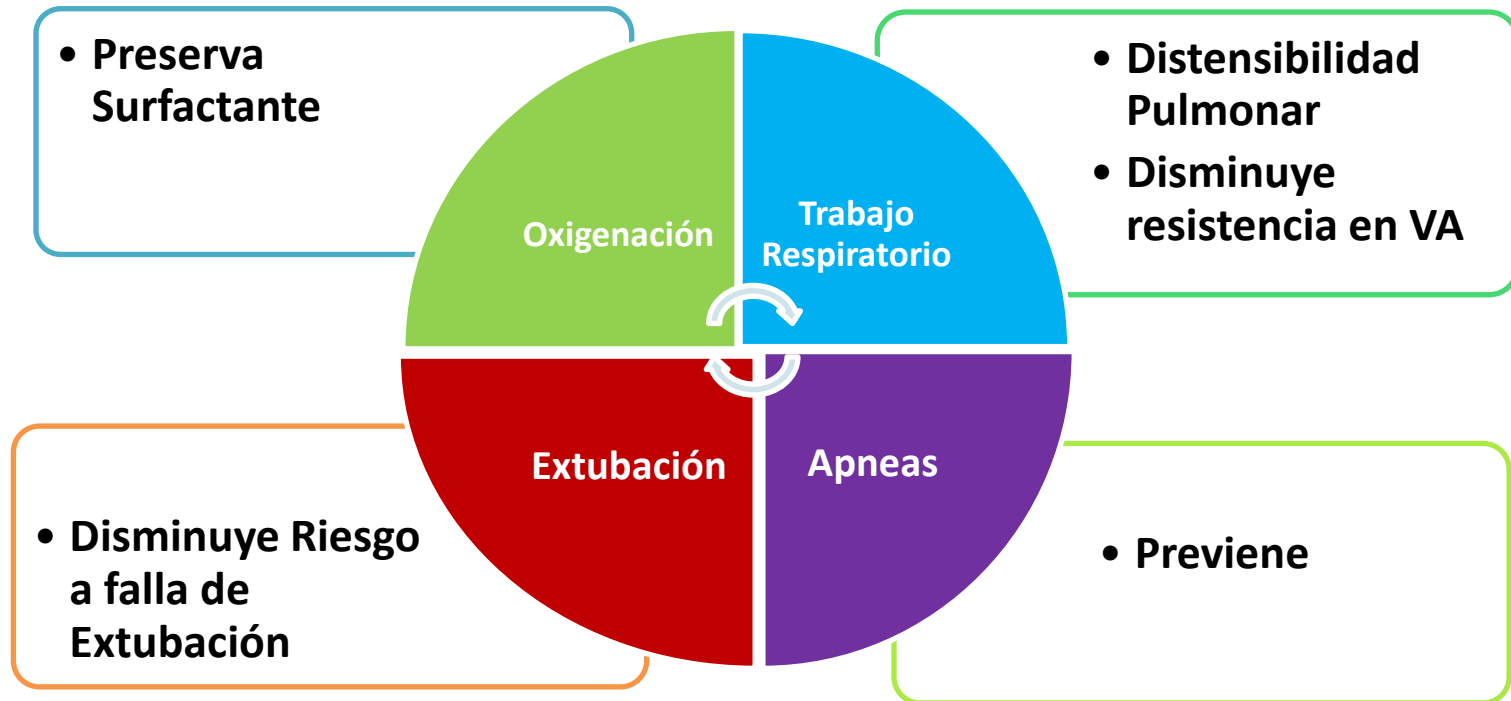 • Preserva
Surfactante
• Distensibilidad
Pulmonar
• Disminuye
resistencia en VA
Oxigenación
Trabajo
Respiratorio
Extubación
Apneas
• Disminuye Riesgo
a falla de
Extubación
• Previene